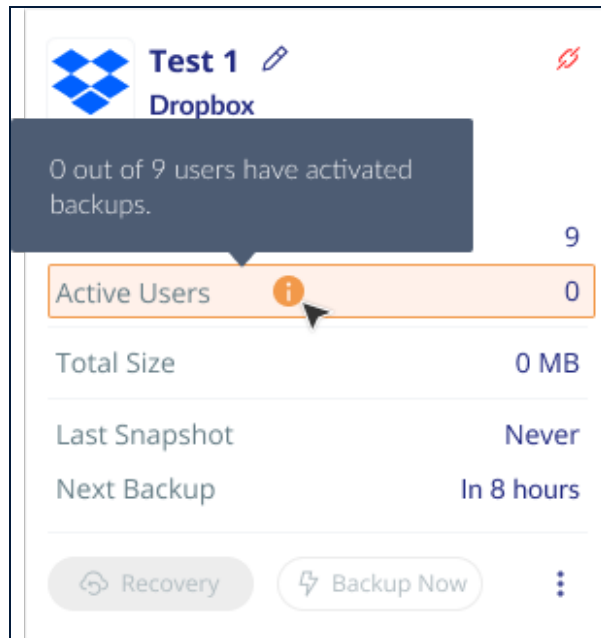 Test 1
Dropbox
0 out of 9 users have activated
backups.
9
Active Users 0
Total Size 0 MB
Last Snapshot Never
Next Backup In 8 hours
Recovery Backup Now